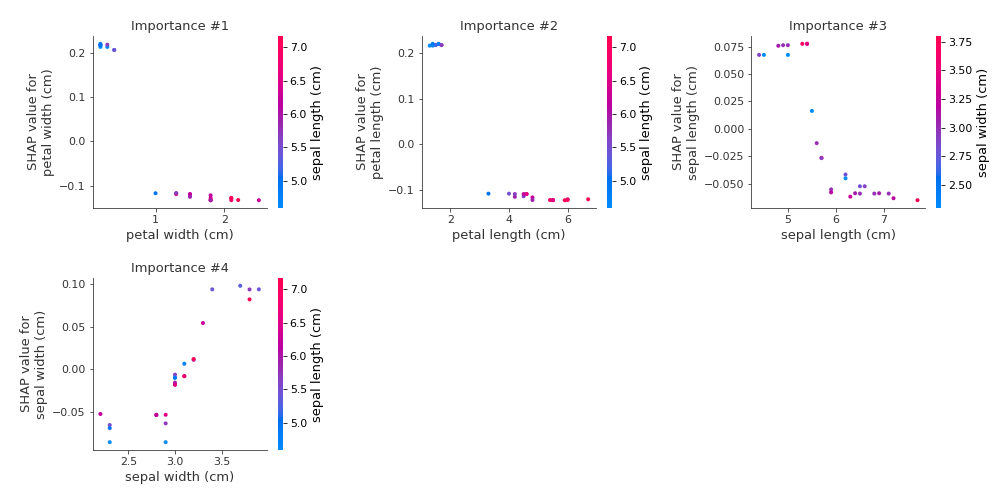 Importance #1
SHAP value for
petal width (cm)
0.2
0.1
0.0
−0.1
1
2
petal width (cm)
7.0
6.5
6.0
5.5
5.0
sepal length (cm)
Importance #2
SHAP value for
petal length (cm)
0.2
0.1
0.0
−0.1
2
4
6
petal length (cm)
7.0
6.5
6.0
5.5
5.0
sepal length (cm)
Importance #3
SHAP value for
sepal length (cm)
0.075
0.050
0.025
0.000
−0.025
−0.050
5
6
7
sepal length (cm)
3.75
3.50
3.25
3.00
2.75
2.50
sepal width (cm)
Importance #4
SHAP value for
sepal width (cm)
0.10
0.05
0.00
−0.05
2.5
3.0
3.5
sepal width (cm)
7.0
6.5
6.0
5.5
5.0
sepal length (cm)